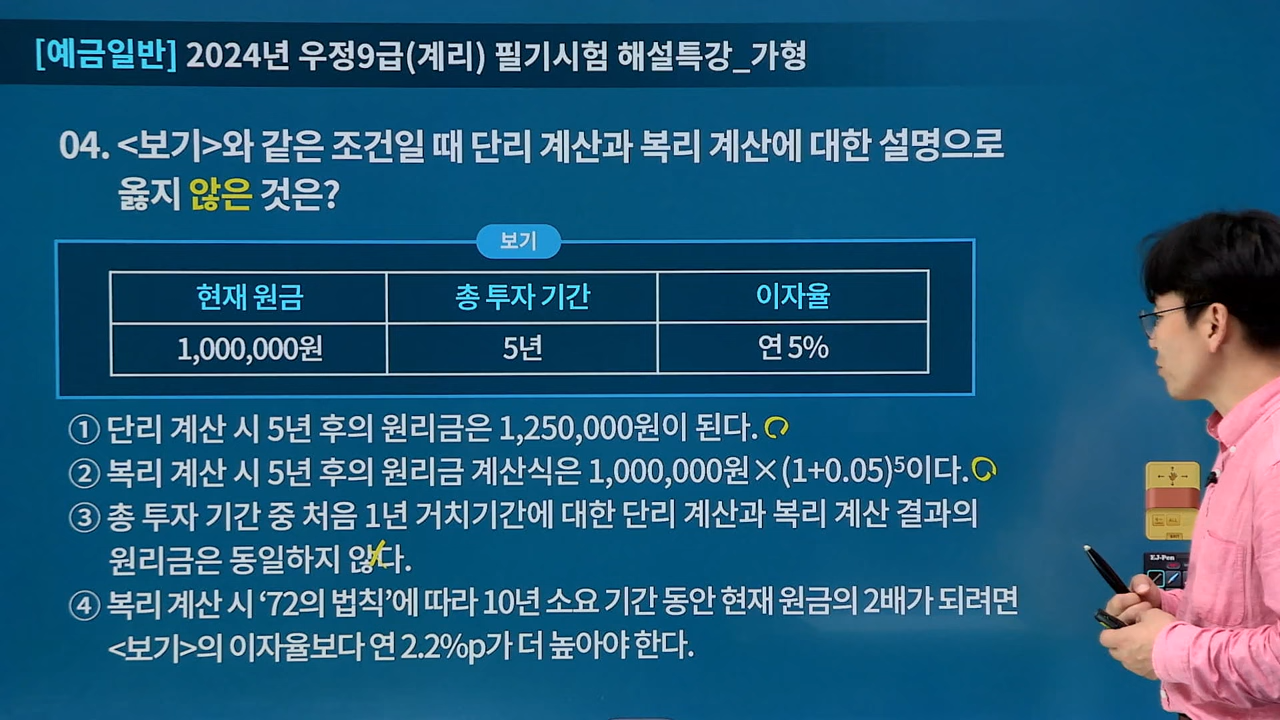 [예금일반] 2024년 우정9급(계리) 필기시험 해설특강_가형
04. <보기>와 같은 조건일 때 단리 계산과 복리 계산에 대한 설명으로
옳지 않은 것은?
보기
현재 원금 총 투자 기간 이자율
1,000,000원 5년 연 5%
① 단리 계산 시 5년 후의 원리금은 1,250,000원이 된다.
② 복리 계산 시 5년 후의 원리금 계산식은 1,000,000원×(1+0.05)⁵이다.
③ 총 투자 기간 중 처음 1년 거치기간에 대한 단리 계산과 복리 계산 결과의
원리금은 동일하지 않다.
④ 복리 계산 시 ‘72의 법칙’에 따라 10년 소요 기간 동안 현재 원금의 2배가 되려면
<보기>의 이자율보다 연 2.2%p가 더 높아야 한다.
EJ-Pen